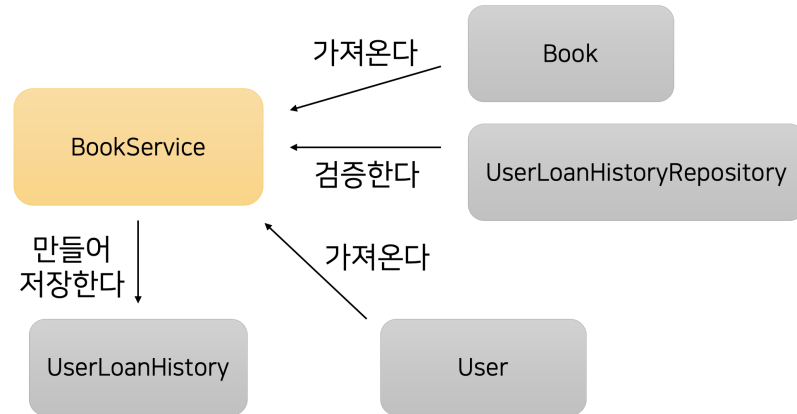 가져온다
Book
BookService
검증한다
UserLoanHistoryRepository
만들어
저장한다
가져온다
UserLoanHistory
User